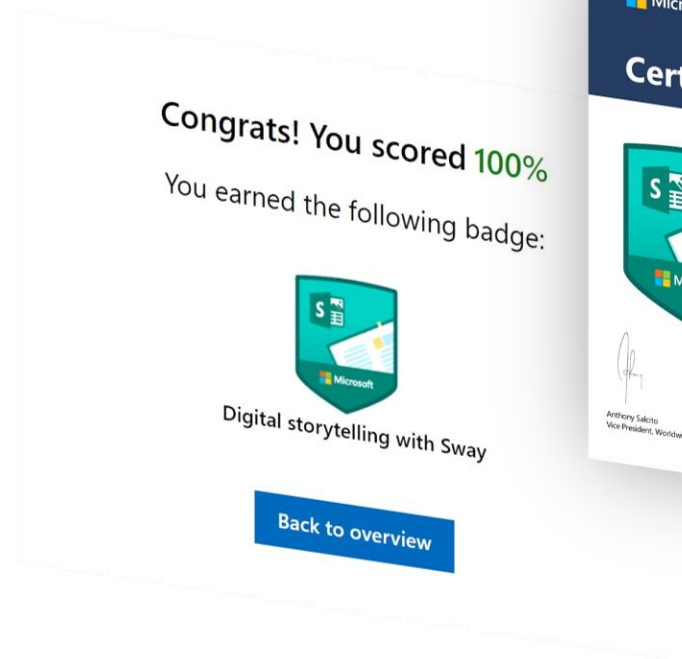 Congrats! You scored 100%
You earned the following badge:
S
Microsoft
Digital storytelling with Sway
Back to overview
Cert
S
Anthony Salcito
Vice President, Worldw